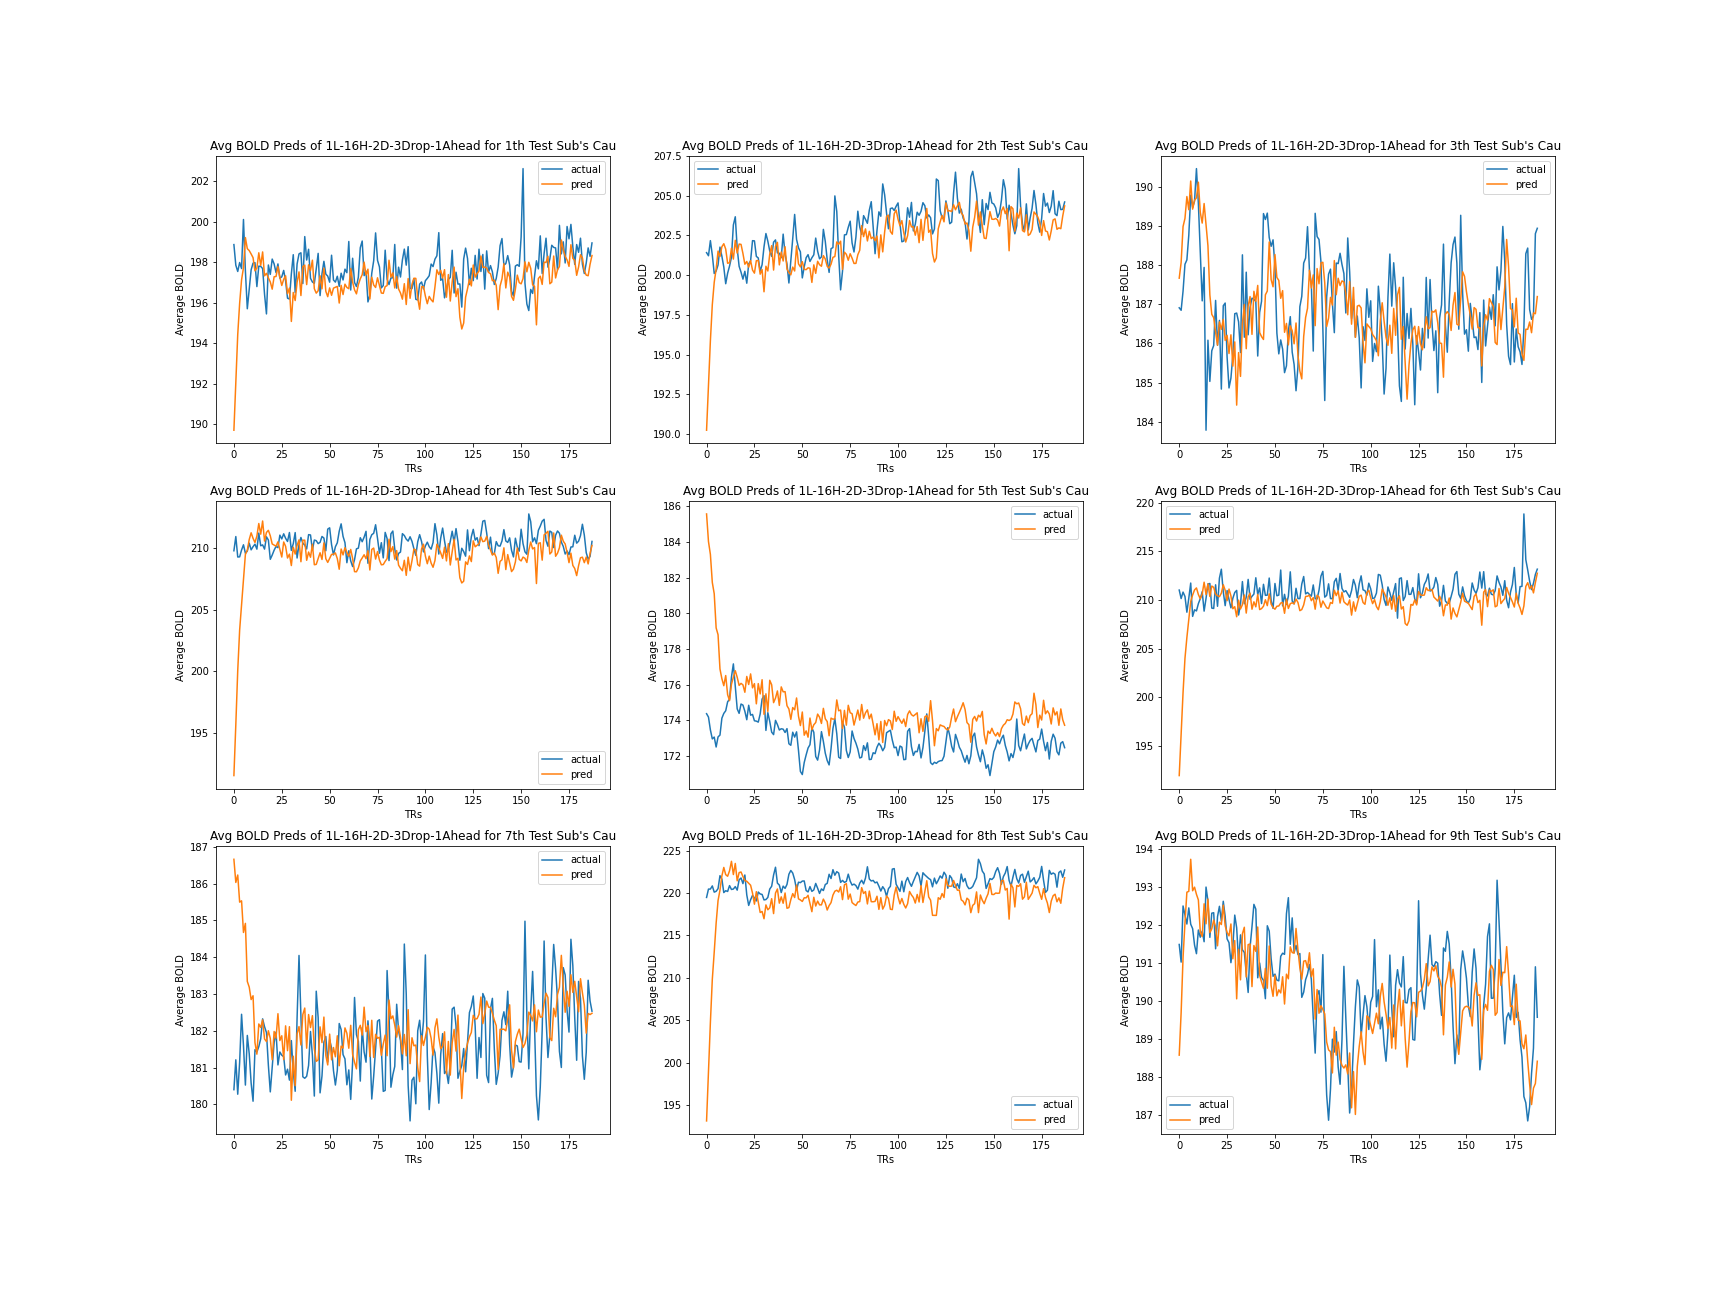 Avg BOLD Preds of 1L-16H-2D-3Drop-1Ahead for 1th Test Sub's Cau
202
200
198
196
194
192
190
Average BOLD
actual
pred
0 25 50 75 100 125 150 175
TRs
Avg BOLD Preds of 1L-16H-2D-3Drop-1Ahead for 2th Test Sub's Cau
207.5
205.0
202.5
200.0
197.5
195.0
192.5
190.0
Average BOLD
actual
pred
0 25 50 75 100 125 150 175
TRs
Avg BOLD Preds of 1L-16H-2D-3Drop-1Ahead for 3th Test Sub's Cau
190
189
188
187
186
185
184
Average BOLD
actual
pred
0 25 50 75 100 125 150 175
TRs
Avg BOLD Preds of 1L-16H-2D-3Drop-1Ahead for 4th Test Sub's Cau
210
205
200
195
Average BOLD
actual
pred
0 25 50 75 100 125 150 175
TRs
Avg BOLD Preds of 1L-16H-2D-3Drop-1Ahead for 5th Test Sub's Cau
186
184
182
180
178
176
174
172
Average BOLD
actual
pred
0 25 50 75 100 125 150 175
TRs
Avg BOLD Preds of 1L-16H-2D-3Drop-1Ahead for 6th Test Sub's Cau
220
215
210
205
200
195
Average BOLD
actual
pred
0 25 50 75 100 125 150 175
TRs
Avg BOLD Preds of 1L-16H-2D-3Drop-1Ahead for 7th Test Sub's Cau
187
186
185
184
183
182
181
180
Average BOLD
actual
pred
0 25 50 75 100 125 150 175
TRs
Avg BOLD Preds of 1L-16H-2D-3Drop-1Ahead for 8th Test Sub's Cau
225
220
215
210
205
200
195
Average BOLD
actual
pred
0 25 50 75 100 125 150 175
TRs
Avg BOLD Preds of 1L-16H-2D-3Drop-1Ahead for 9th Test Sub's Cau
194
193
192
191
190
189
188
187
Average BOLD
actual
pred
0 25 50 75 100 125 150 175
TRs